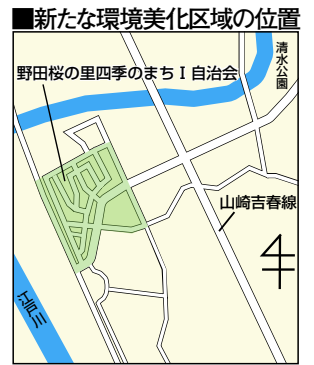 ■新たな環境美化区域の位置
清水公園
野田桜の里四季のまちⅠ自治会
山崎吉春線
江戸川